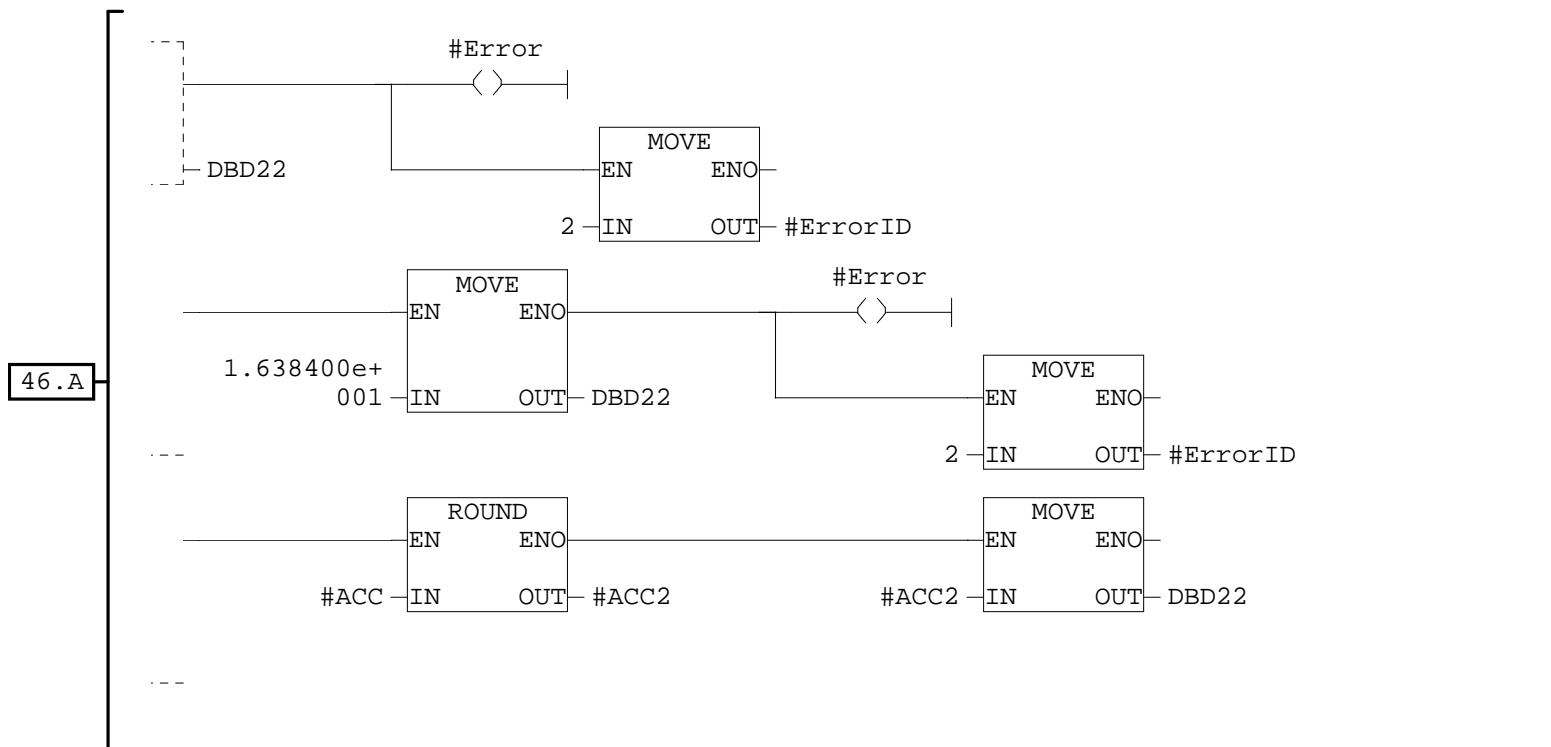 #Error
MOVE
DBD22
EN ENO
2 IN OUT #ErrorID
MOVE
#Error
EN ENO
46.A
1.638400e+
MOVE
001 IN OUT DBD22
EN ENO
2 IN OUT #ErrorID
ROUND
MOVE
EN ENO
EN ENO
#ACC IN OUT #ACC2
#ACC2 IN OUT DBD22